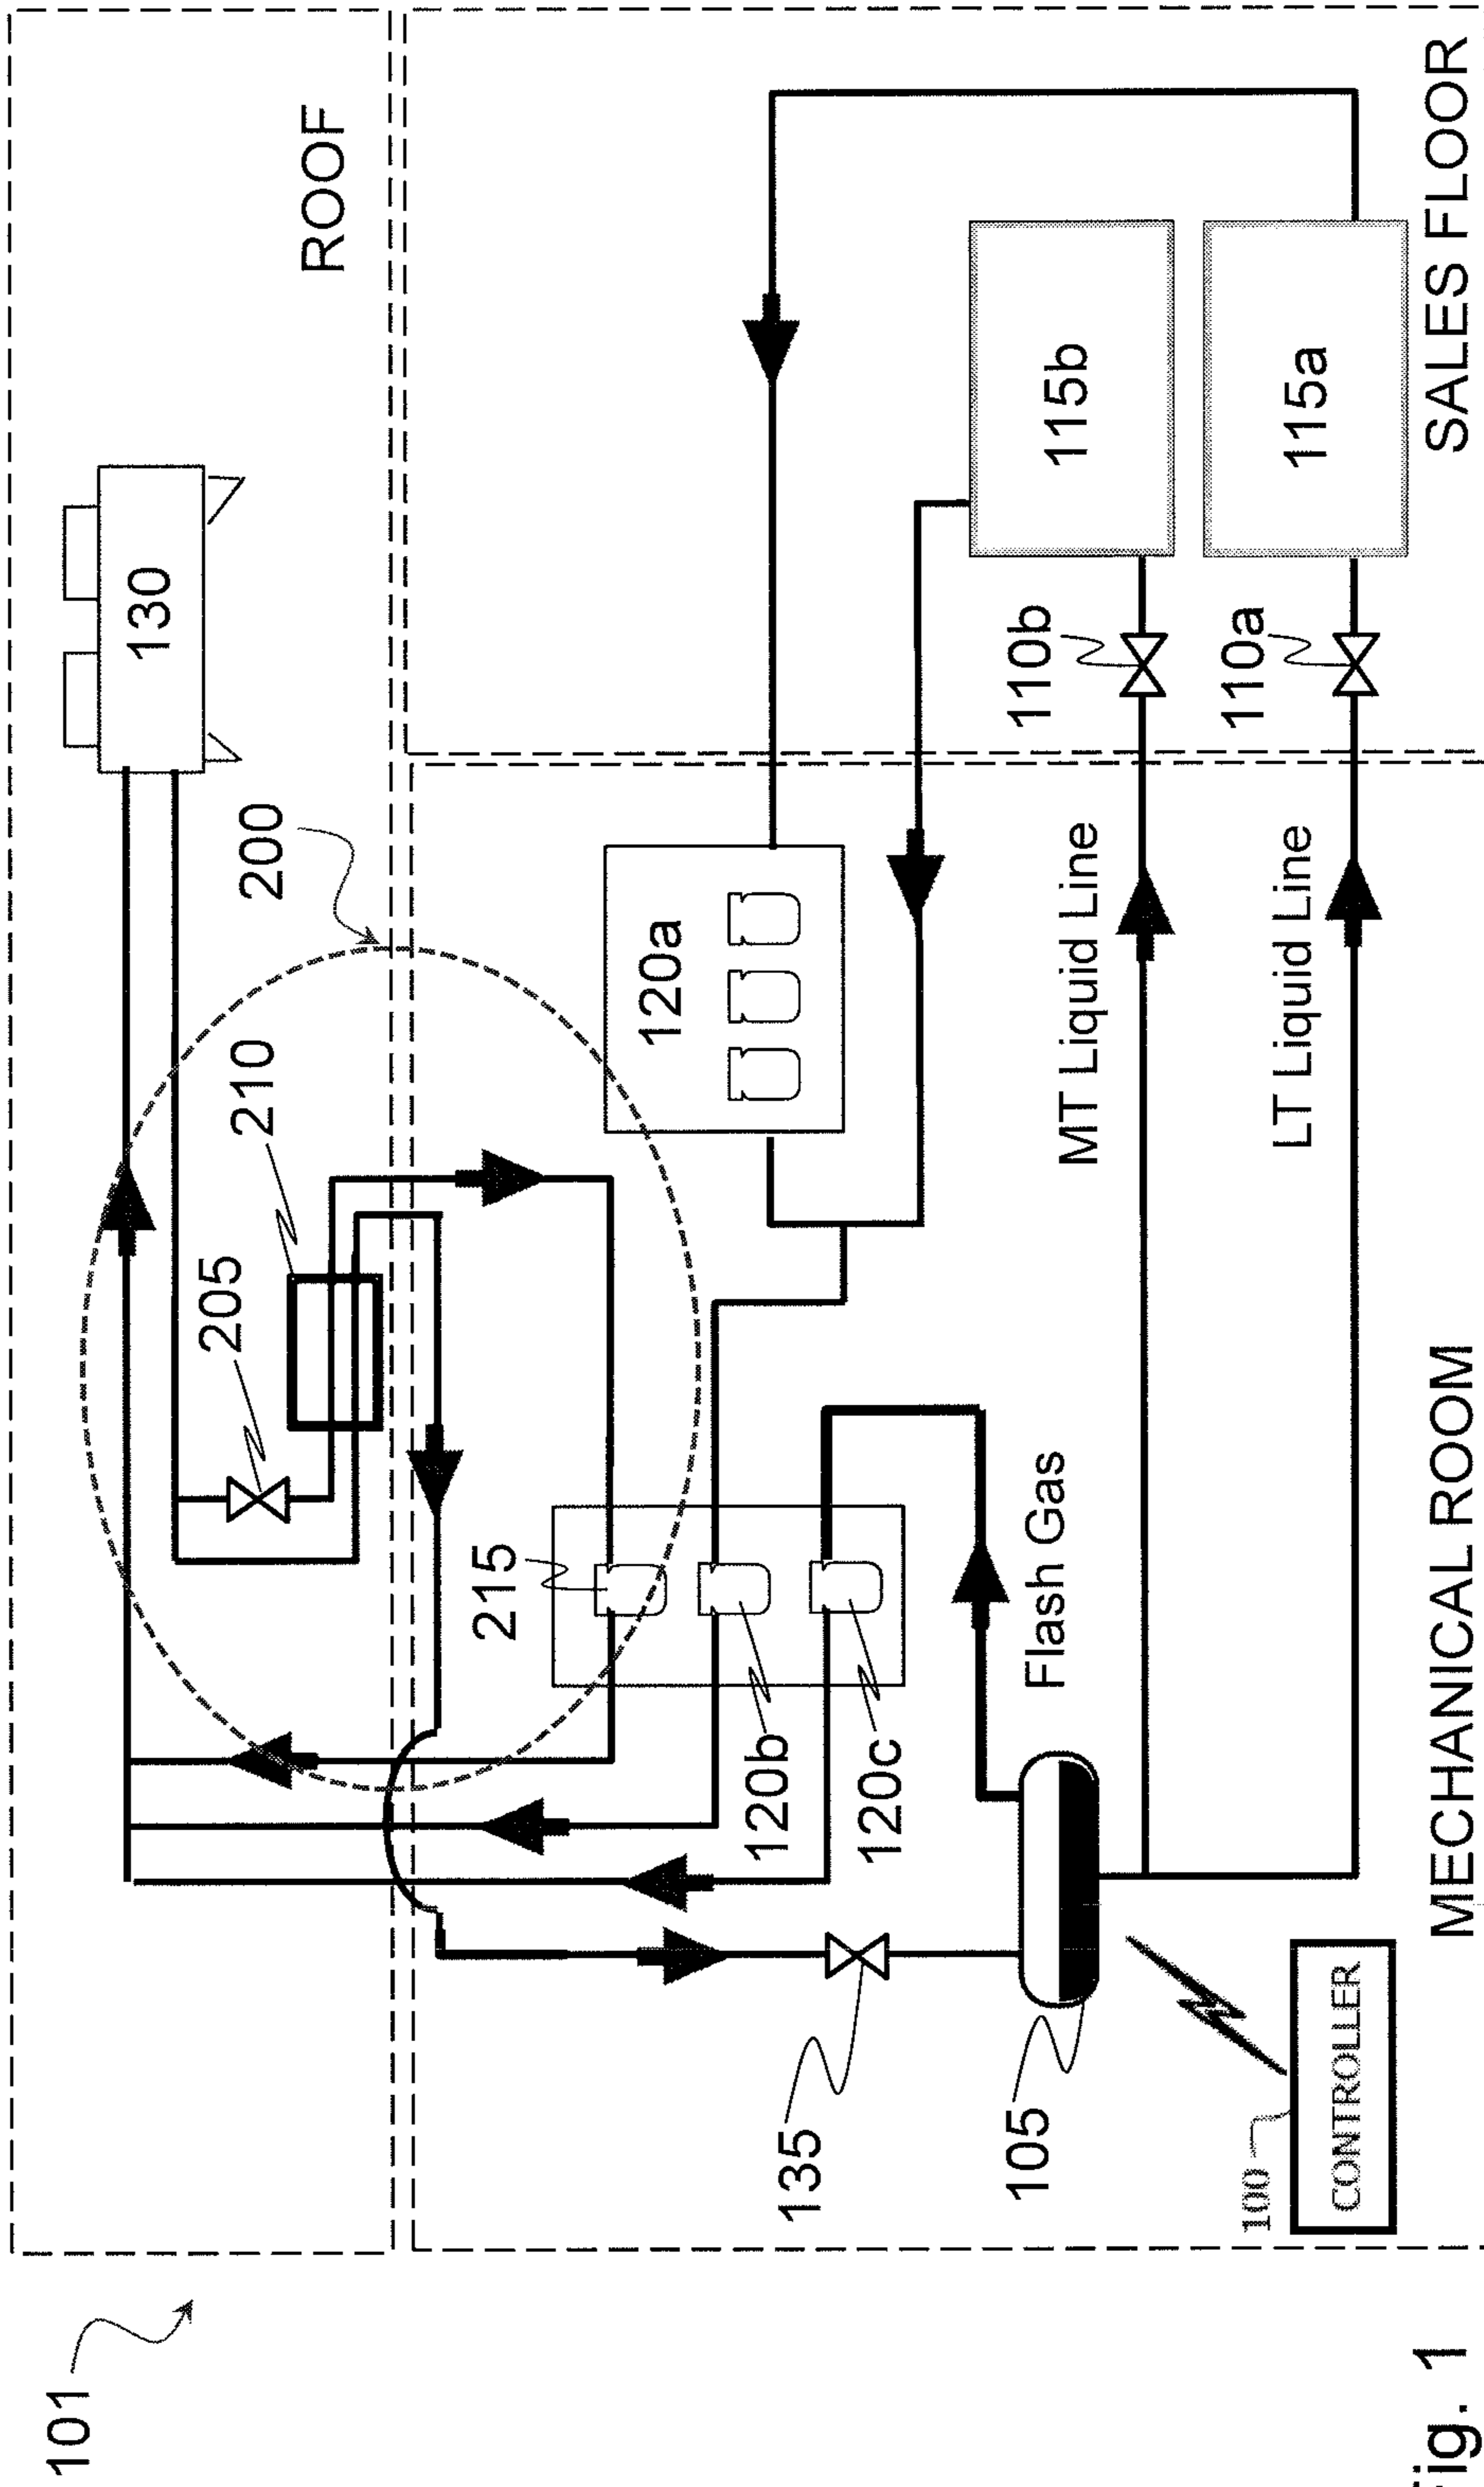 101
ROOF
130
200
210
205
215
120a
120b
120c
135
105
100
CONTROLLER
Flash Gas
MT Liquid Line
LT Liquid Line
110b
110a
115b
115a
SALES FLOOR
MECHANICAL ROOM
ig. 1